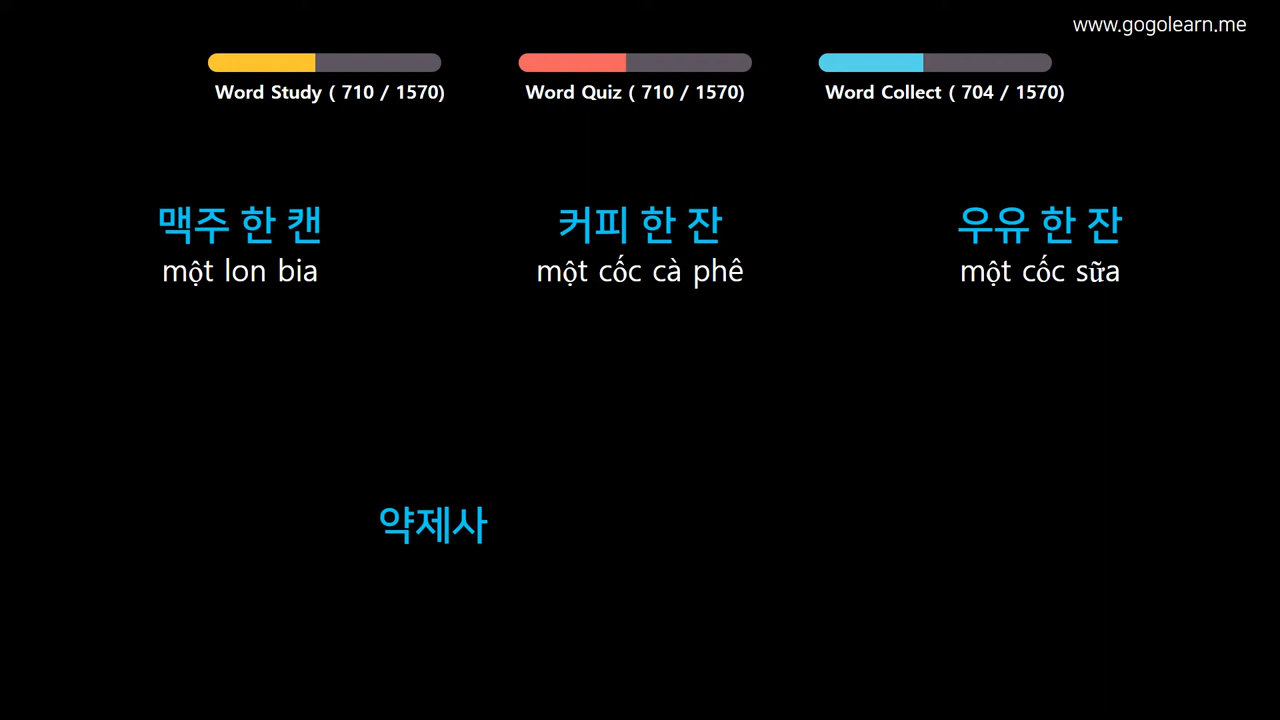 www.gogolearn.me
Word Study ( 710 / 1570)
Word Quiz ( 710 / 1570)
Word Collect ( 704 / 1570)
맥주 한 캔
một lon bia
커피 한 잔
một cốc cà phê
우유 한 잔
một cốc sữa
약제사